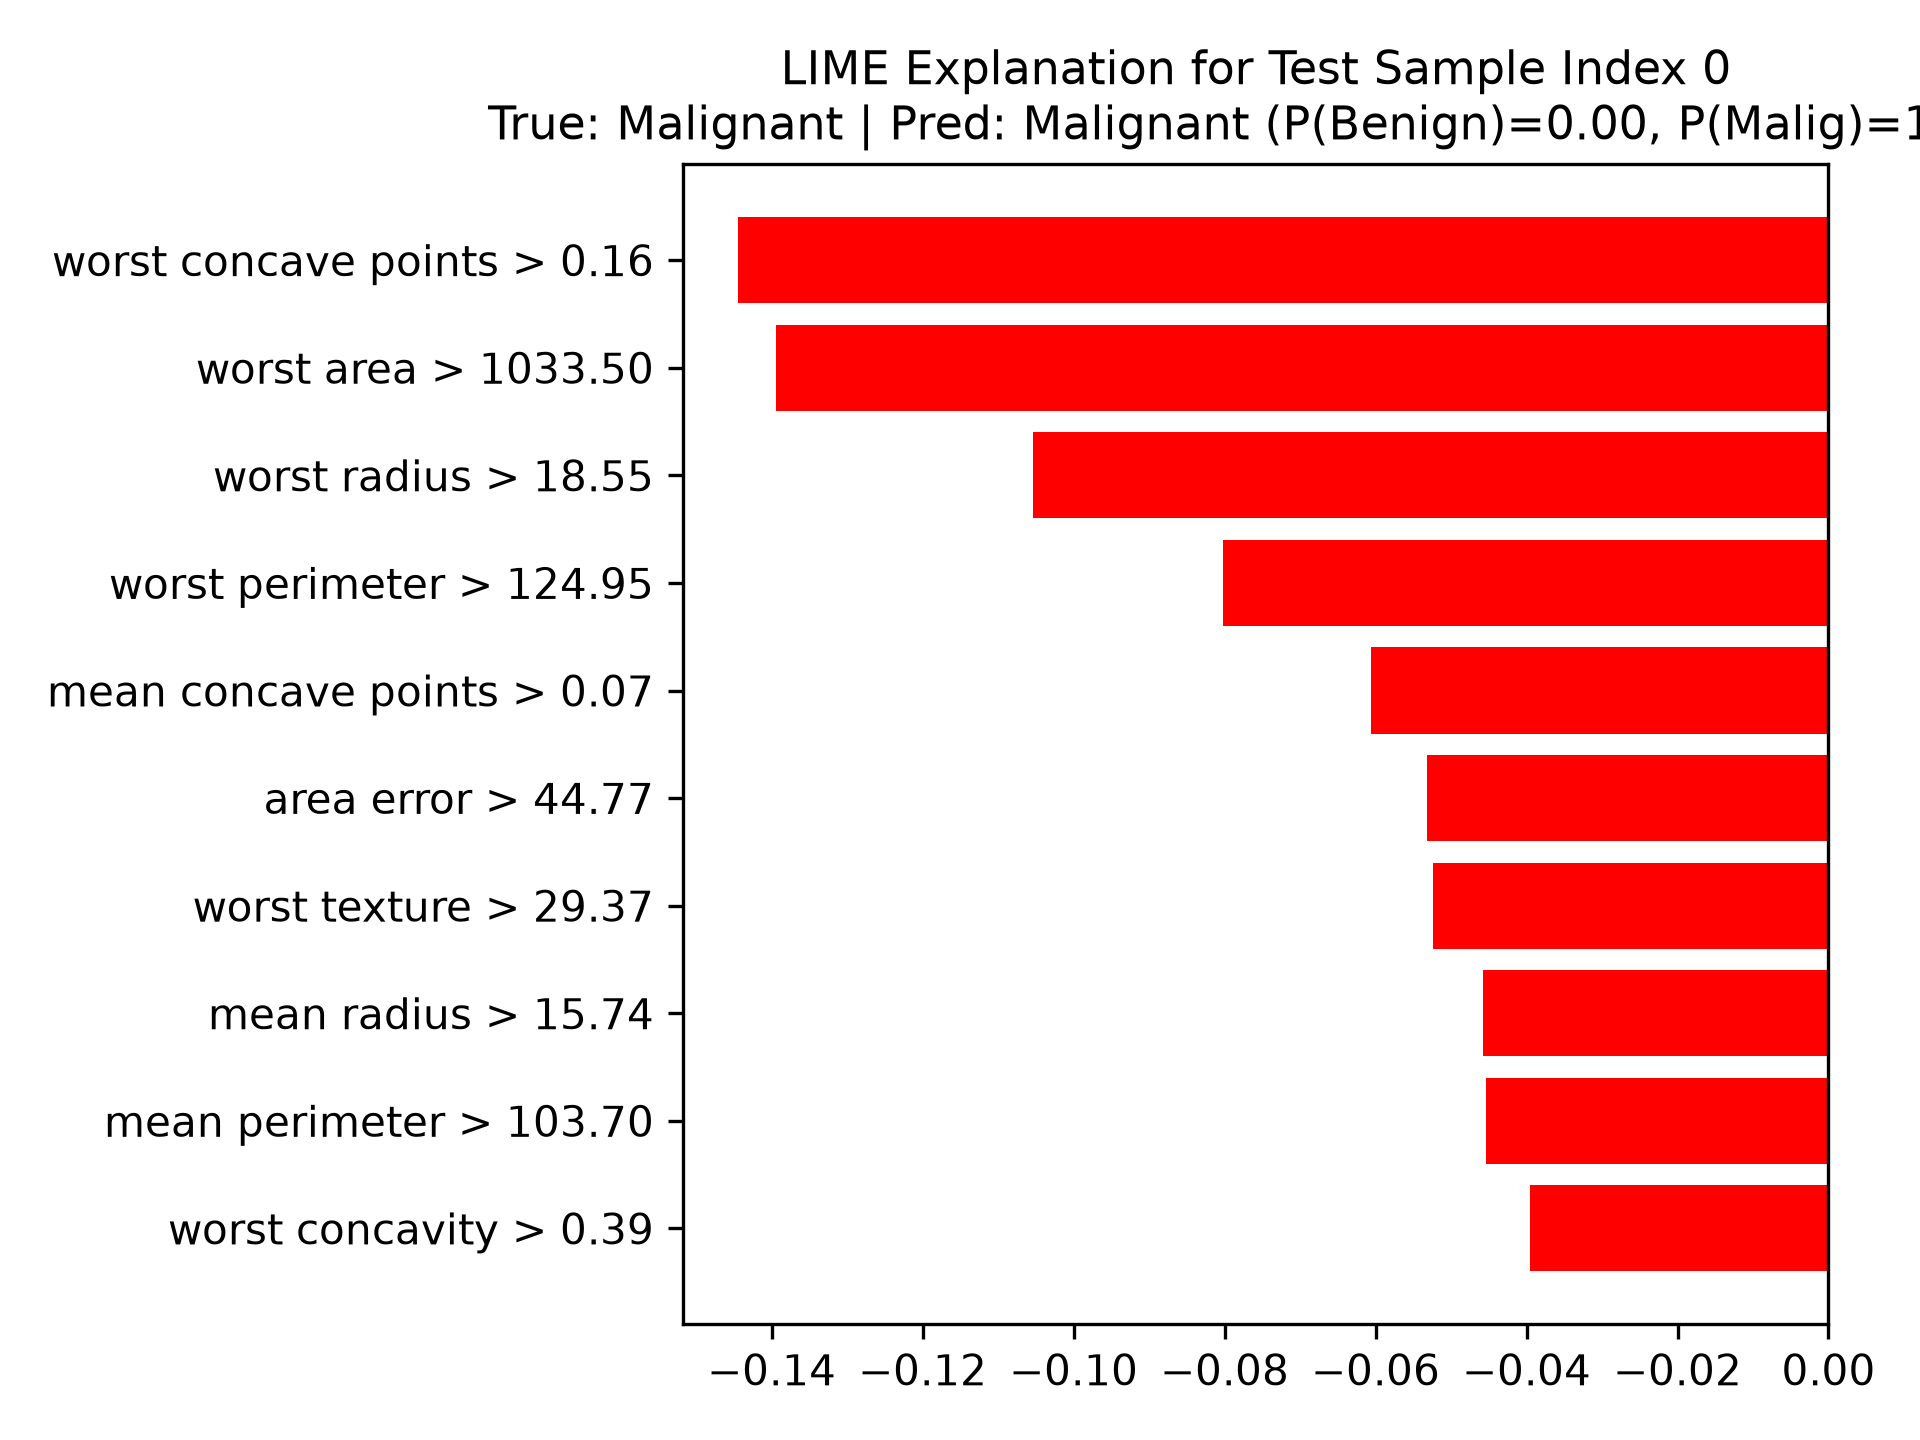 LIME Explanation for Test Sample Index 0
True: Malignant | Pred: Malignant (P(Benign)=0.00, P(Malig)=1
worst concave points > 0.16
worst area > 1033.50
worst radius > 18.55
worst perimeter > 124.95
mean concave points > 0.07
area error > 44.77
worst texture > 29.37
mean radius > 15.74
mean perimeter > 103.70
worst concavity > 0.39
−0.14 −0.12 −0.10 −0.08 −0.06 −0.04 −0.02 0.00